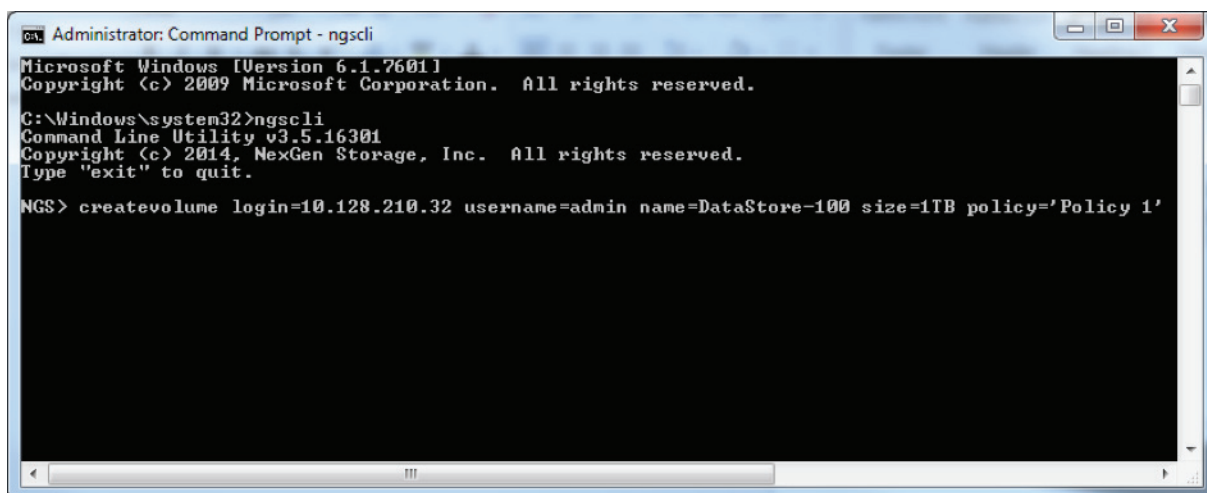 Administrator: Command Prompt - ngscli
Microsoft Windows [Version 6.1.7601]
Copyright (c) 2009 Microsoft Corporation.  All rights reserved.
C:\Windows\system32>ngscli
Command Line Utility v3.5.16301
Copyright (c) 2014, NexGen Storage, Inc.  All rights reserved.
Type "exit" to quit.
NGS> createvolume login=10.128.210.32 username=admin name=DataStore-100 size=1TB policy='Policy 1'